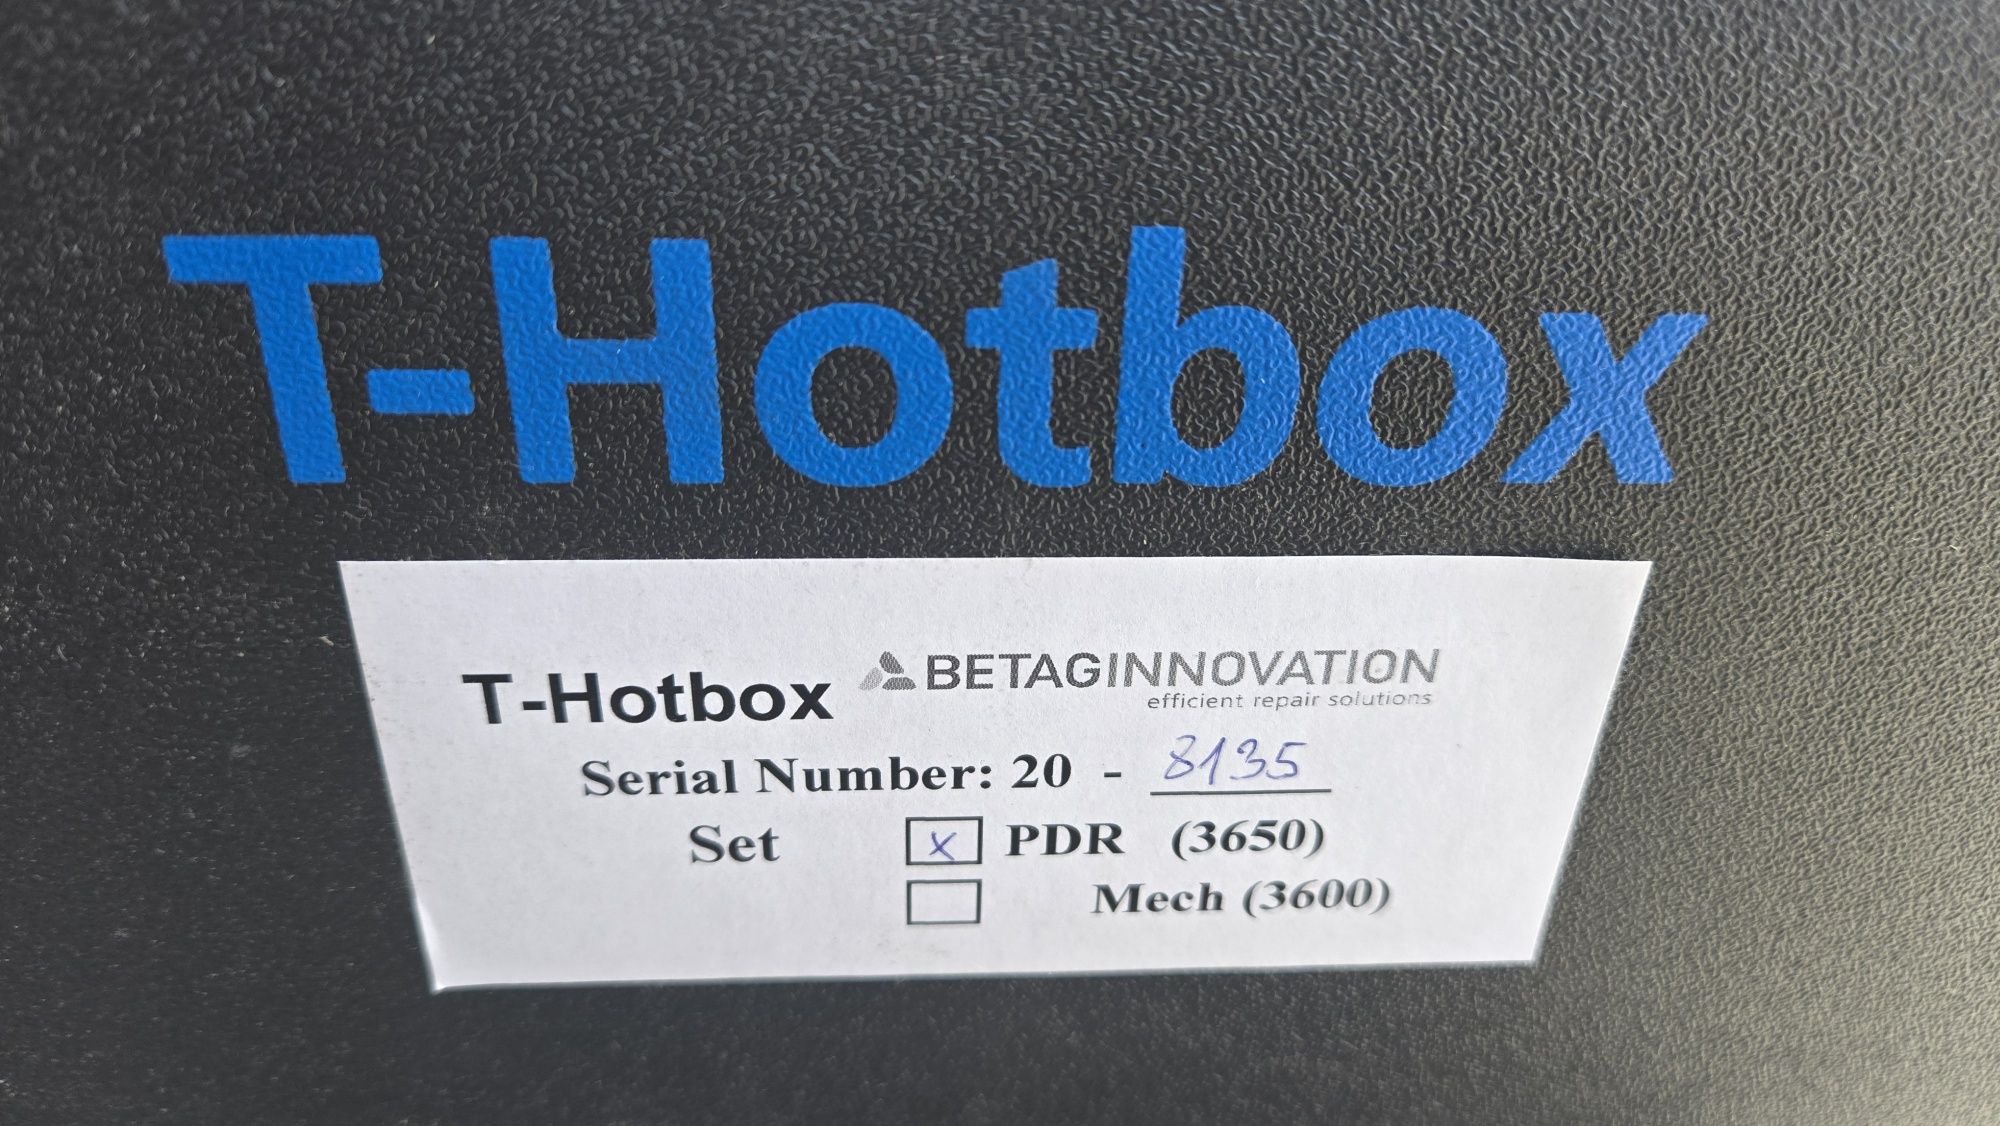 T-Hotbox
T-Hotbox BETAGINNOVATION
efficient repair solutions
Serial Number: 20 - 8135
Set x PDR (3650)
Mech (3600)